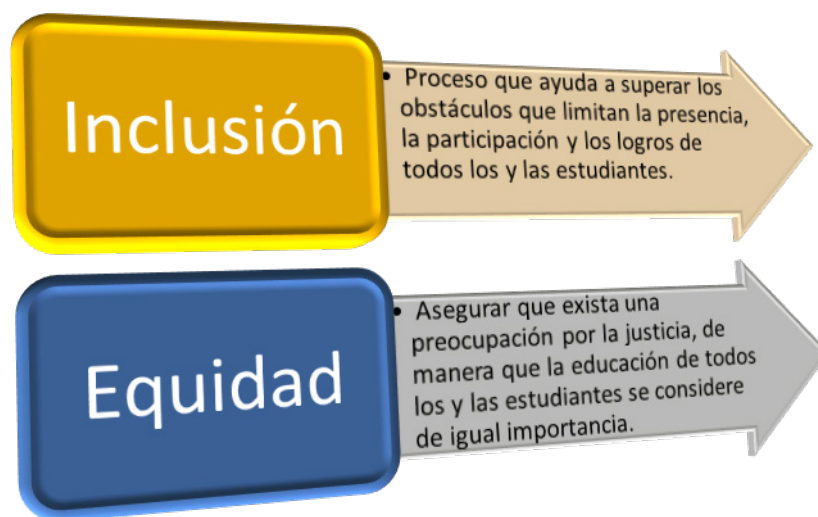 Inclusión
• Proceso que ayuda a superar los
obstáculos que limitan la presencia,
la participación y los logros de
todos los y las estudiantes.
Equidad
• Asegurar que exista una
preocupación por la justicia, de
manera que la educación de todos
los y las estudiantes se considere
de igual importancia.